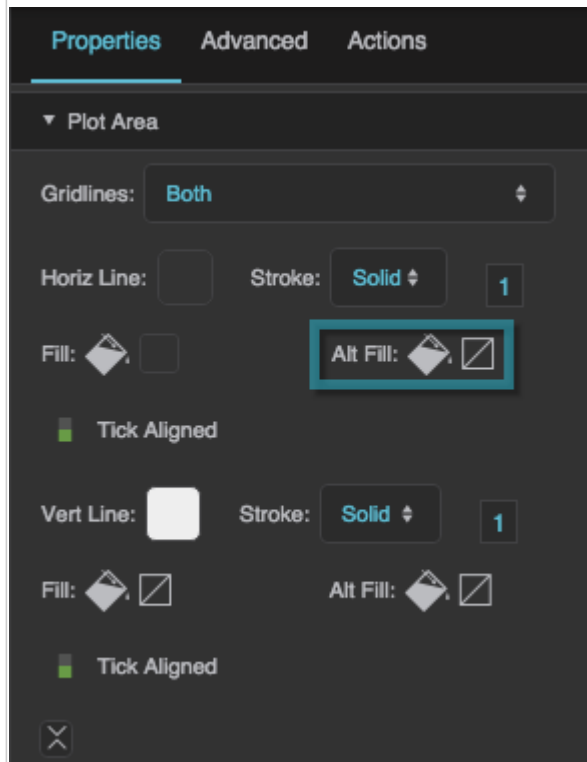 Properties Advanced Actions
Plot Area
Gridlines: Both
Horiz Line: Stroke: Solid 1
Fill: Alt Fill:
Tick Aligned
Vert Line: Stroke: Solid 1
Fill: Alt Fill:
Tick Aligned